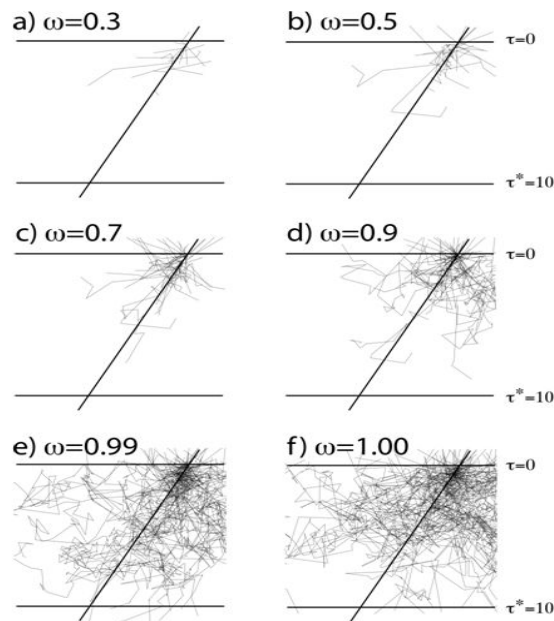 a) ω=0.3
b) ω=0.5
τ=0
τ*=10
c) ω=0.7
d) ω=0.9
τ=0
τ*=10
e) ω=0.99
f) ω=1.00
τ=0
τ*=10